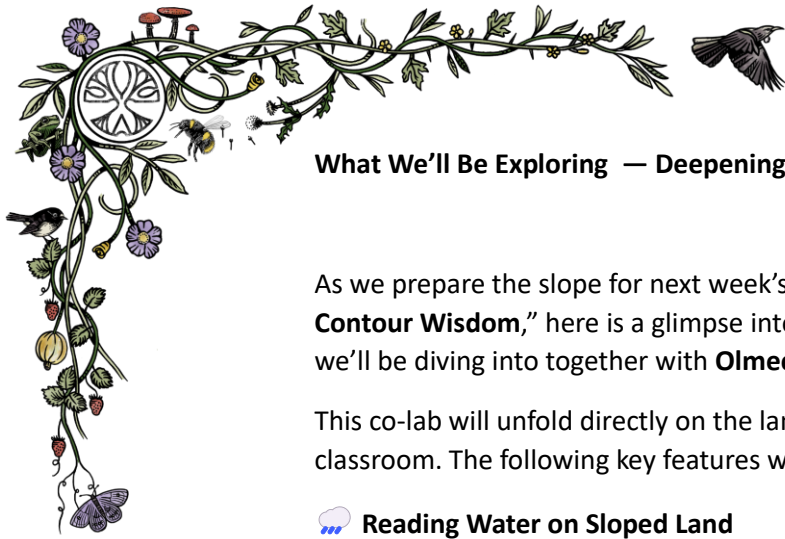 What We’ll Be Exploring — Deepening
As we prepare the slope for next week’s
Contour Wisdom,” here is a glimpse into
we’ll be diving into together with Olmec
This co-lab will unfold directly on the lan
classroom. The following key features w
🌧️ Reading Water on Sloped Land